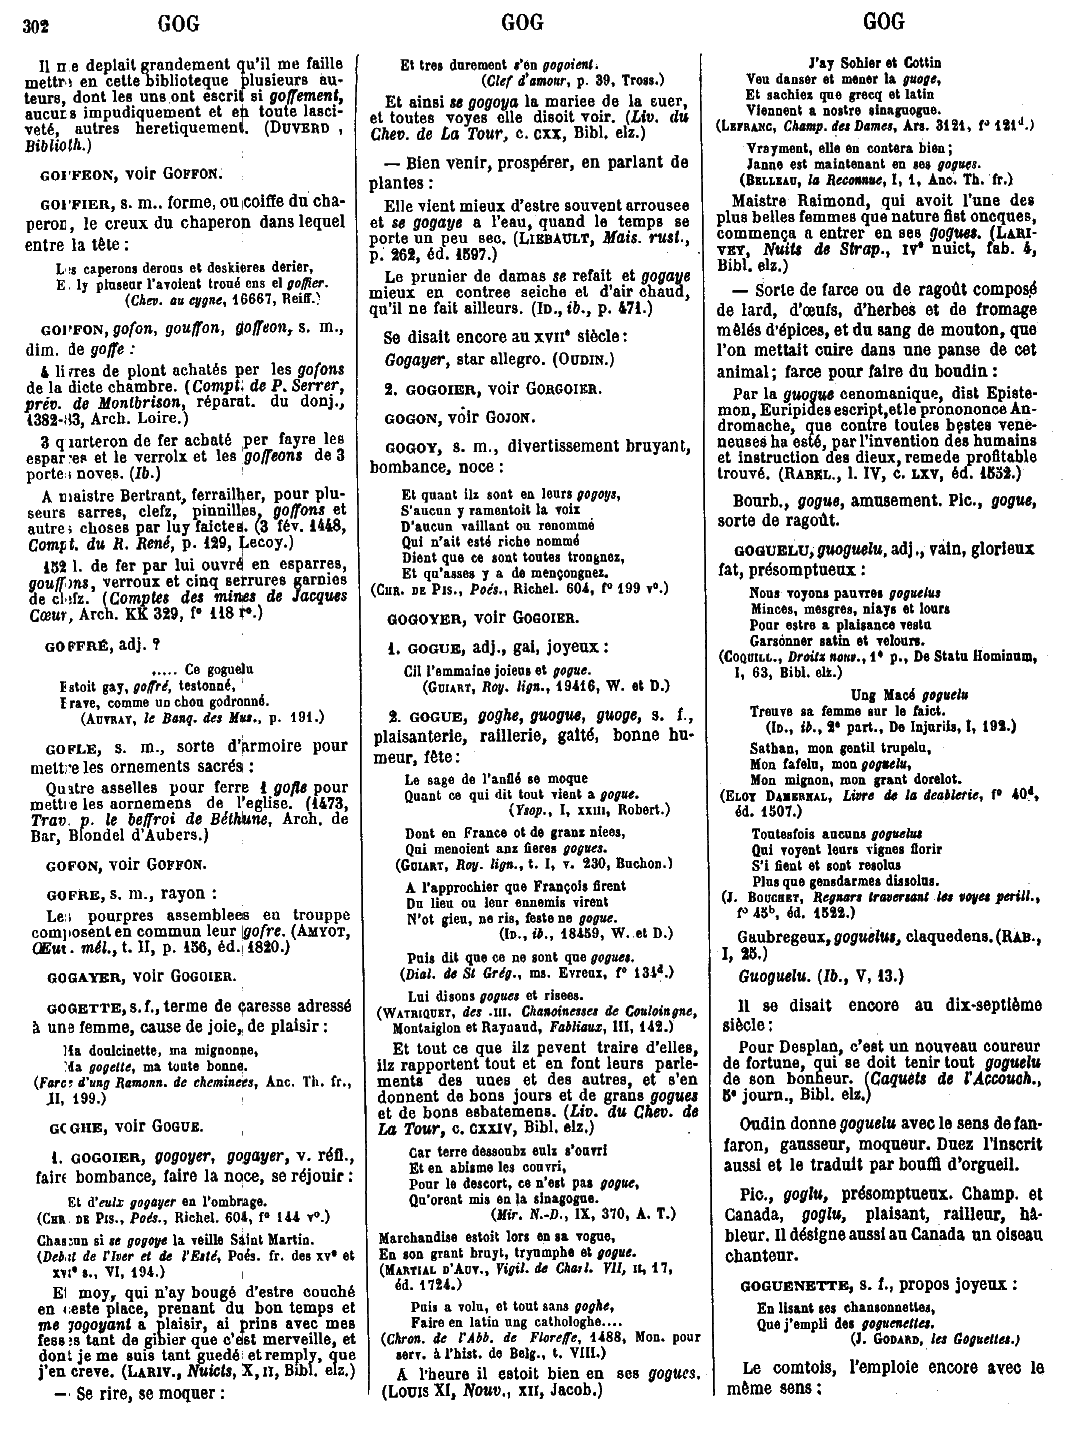 302 GOG GOG GOG
Il me deplait grandement qu'il me faille
mettre en cette biblioteque plusieurs au-
teurs, dont les uns ont escrit si goffement,
aucuns impudiquement et en toute lasci-
veté, autres heretiquement. (DUVERD,
Biblioth.)
GOFFEON, voir GOFFON.
GOFFIER, s. m.. forme, ou coiffe du cha-
peron, le creux du chaperon dans lequel
entre la tête :
Les caperons derous et deskieres derier,
E. ly pluseur l'avoient troué ens el goffier.
(Chev. au cygne, 16667, Reiff.)
GOFFON, gofon, gouffon, goffeon, s. m.,
dim. de goffe :
4 livres de plont achatés per les gofons
de la dicte chambre. (Compt. de P. Serrer,
prév. de Montbrison, réparat. du donj.,
1382-83, Arch. Loire.)
3 quarteron de fer achaté per fayre les
esparres et le verroix et les goffeons de 3
portes noves. (Ib.)
A maistre Bertrant, ferrailher, pour plu-
seurs sarres, clefz, pinnilles, goffons et
autres choses par luy faictes. (3 fév. 1448,
Compt. du R. René, p. 129, Lecoy.)
152 l. de fer par lui ouvré en esparres,
gouffons, verroux et cinq serrures garnies
de clefz. (Comptes des mines de Jacques
Cœur, Arch. KK 329, f° 118 r°.)
GOFFRÉ, adj. ?
..... Ce goguelu
Estoit gay, goffré, testonné,
Brave, comme un chou godronné.
(AUVRAY, le Banq. des Mus., p. 191.)
GOFLE, s. m., sorte d'armoire pour
mettre les ornements sacrés :
Quatre asselles pour ferre 1 gofle pour
mettre les aornemens de l'eglise. (1473,
Trav. p. le beffroi de Béthune, Arch. de
Bar, Blondel d'Aubers.)
GOFON, voir GOFFON.
GOFRE, s. m., rayon :
Les pourpres assemblees en trouppe
composent en commun leur gofre. (AMYOT,
Œuv. mêl., t. II, p. 156, éd. 1820.)
GOGAYER, voir GOGOIER.
GOGETTE, s. f., terme de caresse adressé
à une femme, cause de joie, de plaisir :
Ma doulcinette, ma mignonne,
Ma gogette, ma toute bonne.
(Farce d'ung Ramonn. de cheminees, Anc. Th. fr.,
II, 199.)
GOGHE, voir GOGUE.
1. GOGOIER, gogoyer, gogayer, v. réfl.,
faire bombance, faire la noce, se réjouir :
Et d'eulx gogayer en l'ombrage.
(CHR. DE PIS., Poés., Richel. 604, f° 144 v°.)
Chascun si se gogoye la veille Saint Martin.
(Debat de l'Iver et de l'Esté, Poés. fr. des xve et
xvie s., VI, 194.)
Et moy, qui n'ay bougé d'estre couché
en ceste place, prenant du bon temps et
me gogoyant a plaisir, ai prins avec mes
fesses tant de gibier que c'est merveille, et
dont je me suis tant guedé et remply, que
j'en creve. (LARIV., Nuicts, X, II, Bibl. elz.)
— Se rire, se moquer :
Et tres durement s'en gogoient.
(Clef d'amour, p. 39, Tross.)
Et ainsi se gogoya la mariee de la suer,
et toutes voyes elle disoit voir. (Liv. du
Chev. de La Tour, c. CXX, Bibl. elz.)
— Bien venir, prospérer, en parlant de
plantes :
Elle vient mieux d'estre souvent arrousee
et se gogaye a l'eau, quand le temps se
porte un peu sec. (LIEBAULT, Mais. rust.,
p. 262, éd. 1597.)
Le prunier de damas se refait et gogaye
mieux en contree seiche et d'air chaud,
qu'il ne fait ailleurs. (ID., ib., p. 471.)
Se disait encore au XVIIe siècle :
Gogayer, star allegro. (OUDIN.)
2. GOGOIER, voir GORGOIER.
GOGON, voir GOJON.
GOGOY, s. m., divertissement bruyant,
bombance, noce :
Et quant ilz sont en leurs gogoys,
S'aucun y ramentoit la voix
D'aucun vaillant ou renommé
Qui n'ait esté riche nommé
Dient que ce sont toutes trongnez,
Et qu'asses y a de mençongnez.
(CHR. DE PIS., Poés., Richel. 604, f° 199 v°.)
GOGOYER, voir GOGOIER.
1. GOGUE, adj., gai, joyeux :
Cil l'emmaine joieus et gogue.
(GUIART, Roy. lign., 19416, W. et D.)
2. GOGUE, goghe, guogue, guoge, s. f.,
plaisanterie, raillerie, gaîté, bonne hu-
meur, fête :
Le sage de l'anflé se moque
Quant ce qui dit tout vient a gogue.
(Ysop., I, XXIII, Robert.)
Dont en France ot de granz niees,
Qui menoient anz fieres gogues.
(GUIART, Roy. lign., t. I, v. 230, Buchon.)
A l'approchier que François firent
Du lieu ou leur ennemis virent
N'ot gieu, ne ris, feste ne gogue.
(ID., ib., 18459, W. et D.)
Puis dit que ce ne sont que gogues.
(Dial. de St Grég., ms. Evreux, f° 134d.)
Lui disons gogues et risees.
(WATRIQUET, des .III. Chanoinesses de Couloingne,
Montaiglon et Raynaud, Fabliaux, III, 142.)
Et tout ce que ilz pevent traire d'elles,
ilz rapportent tout et en font leurs parle-
ments des unes et des autres, et s'en
donnent de bons jours et de grans gogues
et de bons esbatemens. (Liv. du Chev. de
La Tour, c. CXXIV, Bibl. elz.)
Car terre dessoubz eulz s'ouvri
Et en abisme les couvri,
Pour le descort, ce n'est pas gogue,
Qu'orent mis en la sinagogue.
(Mir. N.-D., IX, 370, A. T.)
Marchandise estoit lors en sa vogue,
En son grant bruyt, tryumphe et gogue.
(MARTIAL D'AUV., Vigil. de Charl. VII, II, 17,
éd. 1724.)
Puis a volu, et tout sans goghe,
Faire en latin ung cathologhe....
(Chron. de l'Abb. de Floreffe, 1488, Mon. pour
serv. à l'hist. de Belg., t. VIII.)
A l'heure il estoit bien en ses gogues.
(LOUIS XI, Nouv., XII, Jacob.)
J'ay Sohier et Cottin
Veu danser et mener la guoge,
Et sachiez que grecq et latin
Viennent a nostre sinaguogue.
(LEFRANC, Champ. des Dames, Ars. 3121, f° 121d.)
Vrayment, elle en contera bien ;
Janne est maintenant en ses gogues.
(BELLEAU, la Reconnue, I, 1, Anc. Th. fr.)
Maistre Raimond, qui avoit l'une des
plus belles femmes que nature fist oncques,
commença a entrer en ses gogues. (LARI-
VEY, Nuits de Strap., IVe nuict, fab. 4,
Bibl. elz.)
— Sorte de farce ou de ragoût composé
de lard, d'œufs, d'herbes et de fromage
mêlés d'épices, et du sang de mouton, que
l'on mettait cuire dans une panse de cet
animal ; farce pour faire du boudin :
Par la guogue cenomanique, dist Episte-
mon, Euripides escript, et le pronononce An-
dromache, que contre toutes bestes vene-
neuses ha esté, par l'invention des humains
et instruction des dieux, remede profitable
trouvé. (RABEL., l. IV, c. LXV, éd. 1552.)
Bourb., gogue, amusement. Pic., gogue,
sorte de ragoût.
GOGUELU, guoguelu, adj., vain, glorieux
fat, présomptueux :
Nous voyons pauvres goguelus
Minces, mesgres, niays et lours
Pour estre a plaisance vestu
Garsonner satin et velours.
(COQUILL., Droitz nouv., 1e p., De Statu Hominum,
I, 63, Bibl. elz.)
Ung Macé goguelu
Treuve sa femme sur le faict.
(ID., ib., 2e part., De Injuriis, I, 192.)
Sathan, mon gentil trupelu,
Mon fafelu, mon goguelu,
Mon mignon, mon grant dorelot.
(ELOY DAMERNAL, Livre de la deablerie, f° 40d,
éd. 1507.)
Toutesfois aucuns goguelus
Qui voyent leurs vignes florir
S'i fient et sont resolus
Plus que gensdarmes dissolus.
(J. BOUCHET, Regnars traversant les voyes perill.,
f° 45b, éd. 1522.)
Gaubregeux, goguelus, claquedens. (RAB.,
I, 25.)
Guoguelu. (Ib., V, 13.)
Il se disait encore au dix-septième
siècle :
Pour Desplan, c'est un nouveau coureur
de fortune, qui se doit tenir tout goguelu
de son bonheur. (Caquets de l'Accouch.,
5e journ., Bibl. elz.)
Oudin donne goguelu avec le sens de fan-
faron, gausseur, moqueur. Duez l'inscrit
aussi et le traduit par bouffi d'orgueil.
Pic., goglu, présomptueux. Champ. et
Canada, goglu, plaisant, railleur, hâ-
bleur. Il désigne aussi au Canada un oiseau
chanteur.
GOGUENETTE, s. f., propos joyeux :
En lisant ses chansonnettes,
Que j'empli des goguenettes.
(J. GODARD, les Goguettes.)
Le comtois, l'emploie encore avec le
même sens :